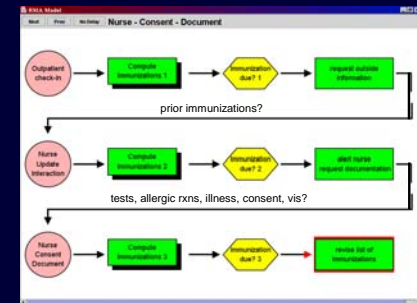 RMA Model
Next Prev No Delay Nurse - Consent - Document
Outpatient
check-in
Compute
Immunizations 1
Immunization
due? 1
request outside
information
prior immunizations?
Nurse
Update
Interaction
Compute
Immunizations 2
Immunization
due? 2
alert nurse
request documentation
tests, allergic rxns, illness, consent, vis?
Nurse
Consent
Document
Compute
Immunizations 3
Immunization
due? 3
revise list of
immunizations